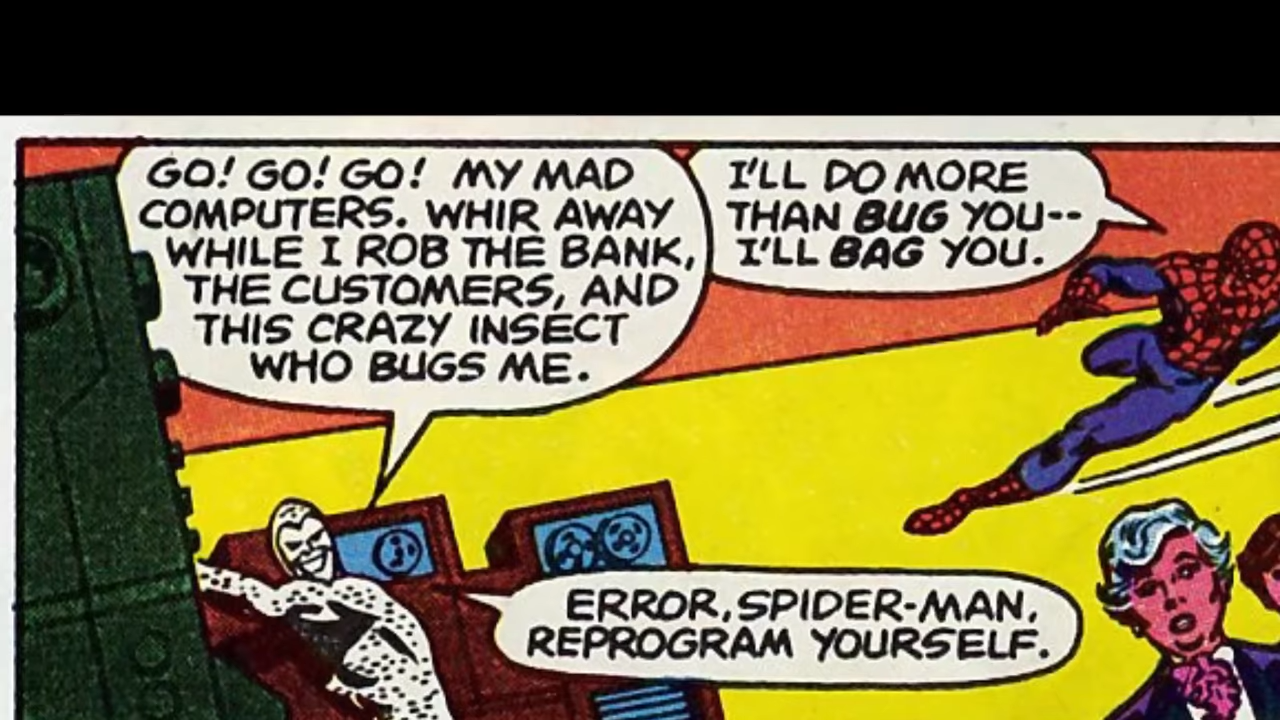 GO! GO! GO! MY MAD
COMPUTERS. WHIR AWAY
WHILE I ROB THE BANK,
THE CUSTOMERS, AND
THIS CRAZY INSECT
WHO BUGS ME.
I'LL DO MORE
THAN BUG YOU--
I'LL BAG YOU.
ERROR, SPIDER-MAN,
REPROGRAM YOURSELF.